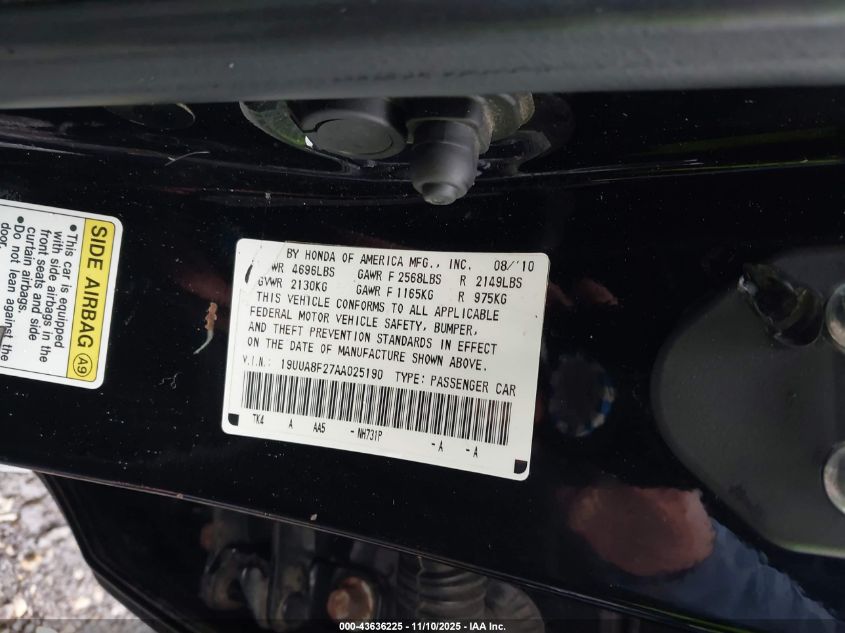 SIDE AIRBAG A9
•This car is equipped
with side airbags in the
front seats and side
curtain airbags.
•Do not lean against the
door.
BY HONDA OF AMERICA MFG., INC. 08/'10
WR 4696LBS GAWR F 2568LBS R 2149LBS
GVWR 2130KG GAWR F 1165KG R 975KG
THIS VEHICLE CONFORMS TO ALL APPLICABLE
FEDERAL MOTOR VEHICLE SAFETY, BUMPER,
AND THEFT PREVENTION STANDARDS IN EFFECT
ON THE DATE OF MANUFACTURE SHOWN ABOVE.
V.I.N.: 19UUA8F27AA025190 TYPE: PASSENGER CAR
TK4 A AA5 -NH731P -A -A
000-43636225 - 11/10/2025 - IAA Inc.